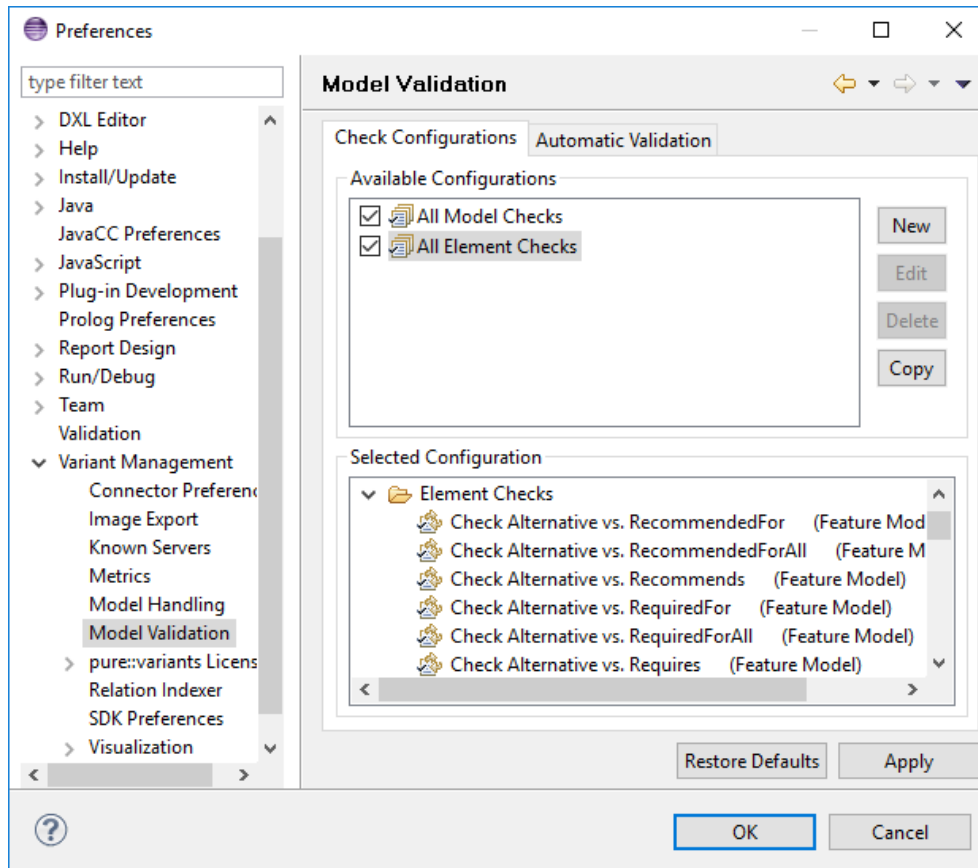 Preferences
type filter text
DXL Editor
Help
Install/Update
Java
JavaCC Preferences
JavaScript
Plug-in Development
Prolog Preferences
Report Design
Run/Debug
Team
Validation
Variant Management
Connector Preferenc
Image Export
Known Servers
Metrics
Model Handling
Model Validation
pure::variants Licens
Relation Indexer
SDK Preferences
Visualization
Model Validation
Check Configurations
Automatic Validation
Available Configurations
All Model Checks
All Element Checks
New
Edit
Delete
Copy
Selected Configuration
Element Checks
Check Alternative vs. RecommendedFor (Feature Mod
Check Alternative vs. RecommendedForAll (Feature M
Check Alternative vs. Recommends (Feature Model)
Check Alternative vs. RequiredFor (Feature Model)
Check Alternative vs. RequiredForAll (Feature Model)
Check Alternative vs. Requires (Feature Model)
Restore Defaults
Apply
?
OK
Cancel